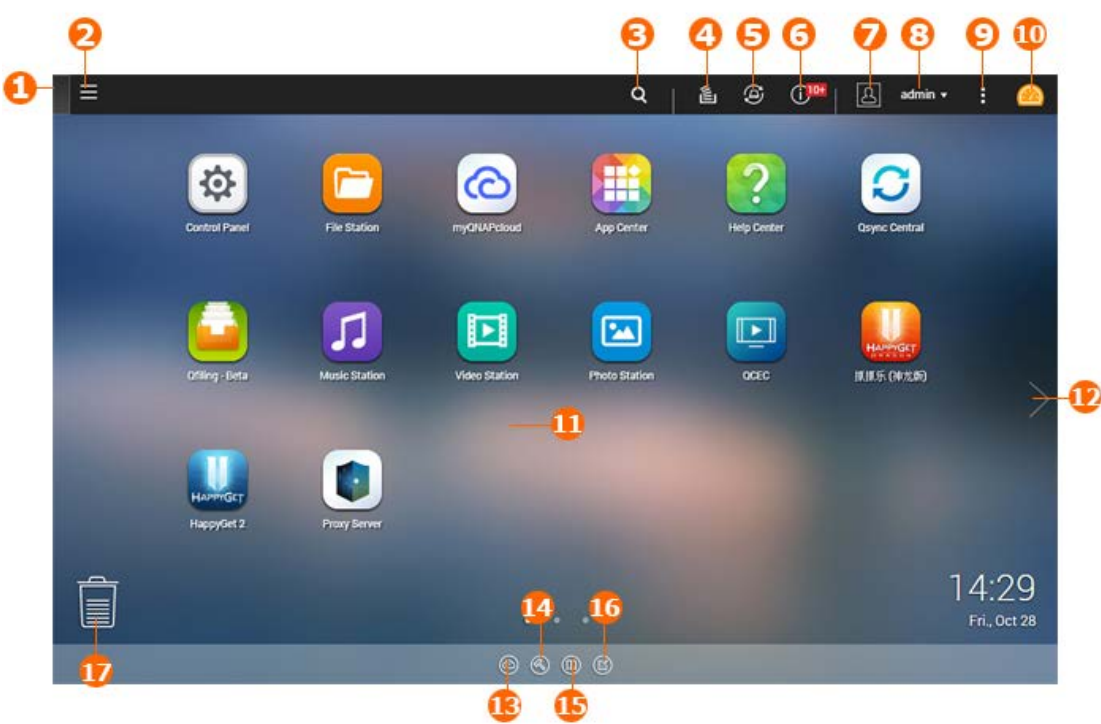 2
3
4
5
6
7
8
9
10
1
10+
admin
Control Panel
File Station
myQNAPcloud
App Center
Help Center
Qsync Central
Qfiling - Beta
Music Station
Video Station
Photo Station
QCEC
HAPPYGET
DRAGON
抓抓乐 (神龙版)
12
11
HAPPYGET
HappyGet 2
Proxy Server
14:29
Fri., Oct 28
14
16
17
13
15